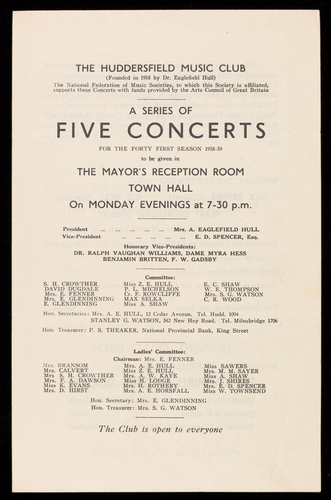 THE HUDDERSFIELD MUSIC CLUB
(Founded in 1918 by Dr. Eaglefield Hull)
The National Federation of Music Societies, to which this Society is affiliated,
supports these Concerts with funds provided by the Arts Council of Great Britain
A SERIES OF
FIVE CONCERTS
FOR THE FORTY FIRST SEASON 1958-59
to be given in
THE MAYOR'S RECEPTION ROOM
TOWN HALL
On MONDAY EVENINGS at 7-30 p.m.
President .. .. .. .. .. Mrs. A. EAGLEFIELD HULL
Vice-President .. .. .. .. E. D. SPENCER, Esq.
Honorary Vice-Presidents:
DR. RALPH VAUGHAN WILLIAMS, DAME MYRA HESS
BENJAMIN BRITTEN, F. W. GADSBY
Committee:
S. H. CROWTHER Miss Z. E. HULL E. C. SHAW
DAVID DUGDALE P. L. MICHELSON W. E. THOMPSON
Mrs. E. FENNER Cr. F. ROWCLIFFE Mrs. S. G. WATSON
Mrs. E. GLENDINNING MAX SELKA C. R. WOOD
E. GLENDINNING Miss A. SHAW
Hon. Secretaries: Mrs. A. E. HULL, 13 Cedar Avenue. Tel. Hudd. 1094
STANLEY G. WATSON, 342 New Hey Road. Tel. Milnsbridge 1706
Hon. Treasurer: P. S. THEAKER, National Provincial Bank, King Street
Ladies' Committee:
Chairman: Mrs. E. FENNER
Mrs. BRANSOM Mrs. A. E. HULL Miss SAWERS
Mrs. CALVERT Miss Z. E. HULL Mrs. M. M. SAYER
Mrs. S. H. CROWTHER Mrs. A. W. KAYE Miss A. SHAW
Mrs. F. A. DAWSON Miss H. LODGE Mrs. J. SHIRES
Miss K. EVANS Mrs. H. ROTHERY Mrs. E. D. SPENCER
Mrs. D. HIRST Mrs. A. E. HORSFALL Miss W. TOWNSEND
Hon. Secretary: Mrs. E. GLENDINNING
Hon. Treasurer: Mrs. S. G. WATSON
The Club is open to everyone